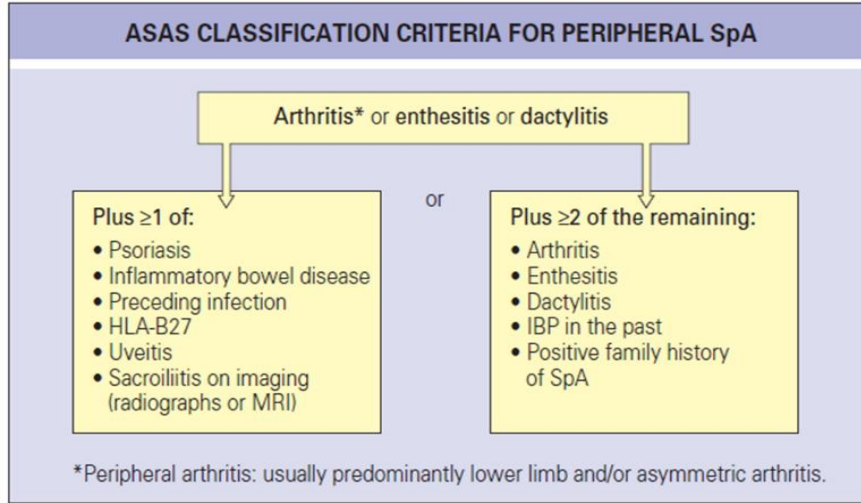 ASAS CLASSIFICATION CRITERIA FOR PERIPHERAL SpA
Arthritis* or enthesitis or dactylitis
Plus ≥1 of:
• Psoriasis
• Inflammatory bowel disease
• Preceding infection
• HLA-B27
• Uveitis
• Sacroiliitis on imaging
(radiographs or MRI)
or
Plus ≥2 of the remaining:
• Arthritis
• Enthesitis
• Dactylitis
• IBP in the past
• Positive family history
of SpA
*Peripheral arthritis: usually predominantly lower limb and/or asymmetric arthritis.